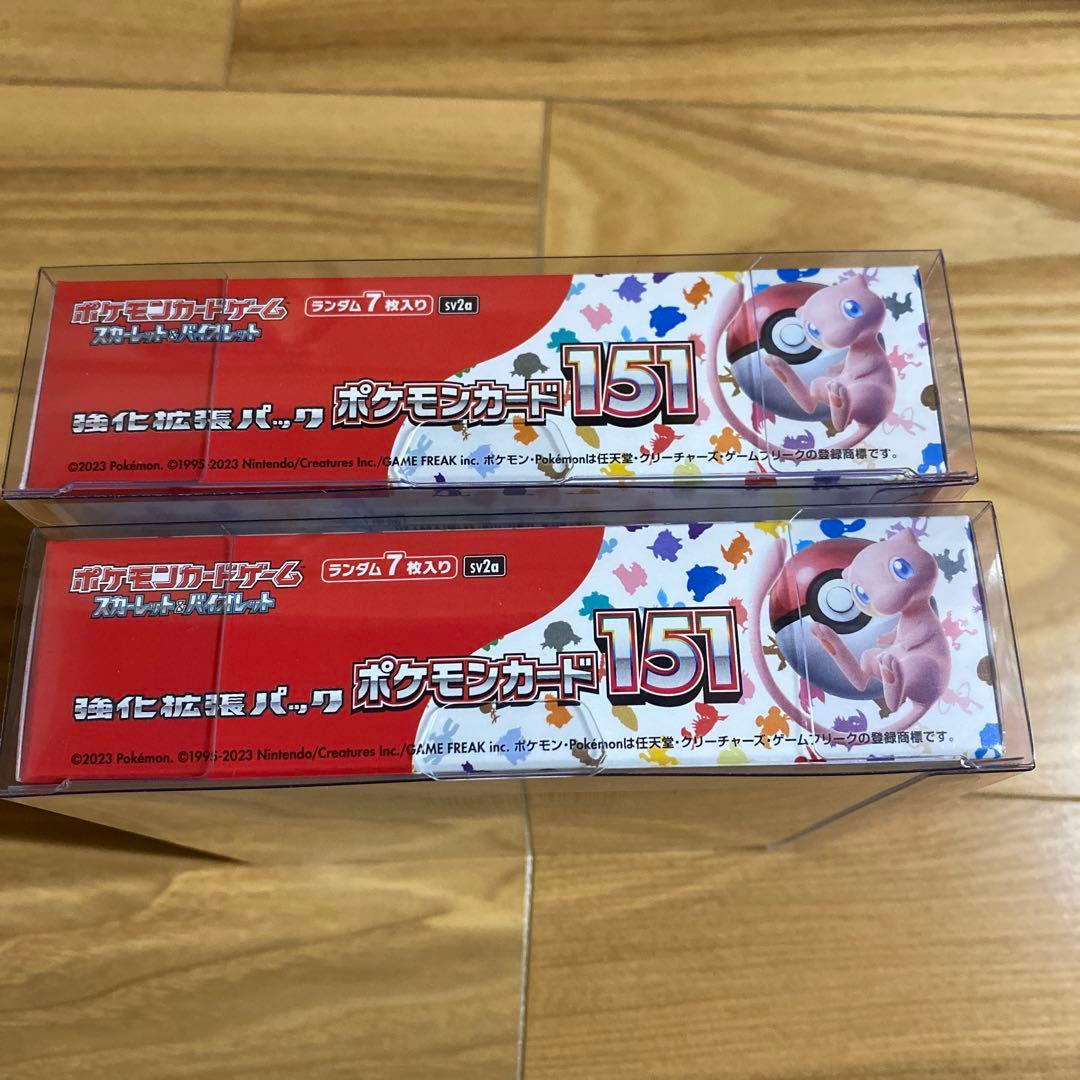 ポケモンカードゲーム
スカーレット&バイオレット
ランダム7枚入り sv2a
強化拡張パック ポケモンカード151
©2023 Pokémon. ©1995-2023 Nintendo/Creatures Inc./GAME FREAK inc. ポケモン・Pokémonは任天堂・クリーチャーズ・ゲームフリークの登録商標です。
ポケモンカードゲーム
スカーレット&バイオレット
ランダム7枚入り sv2a
強化拡張パック ポケモンカード151
©2023 Pokémon. ©1995-2023 Nintendo/Creatures Inc./GAME FREAK inc. ポケモン・Pokémonは任天堂・クリーチャーズ・ゲームフリークの登録商標です。